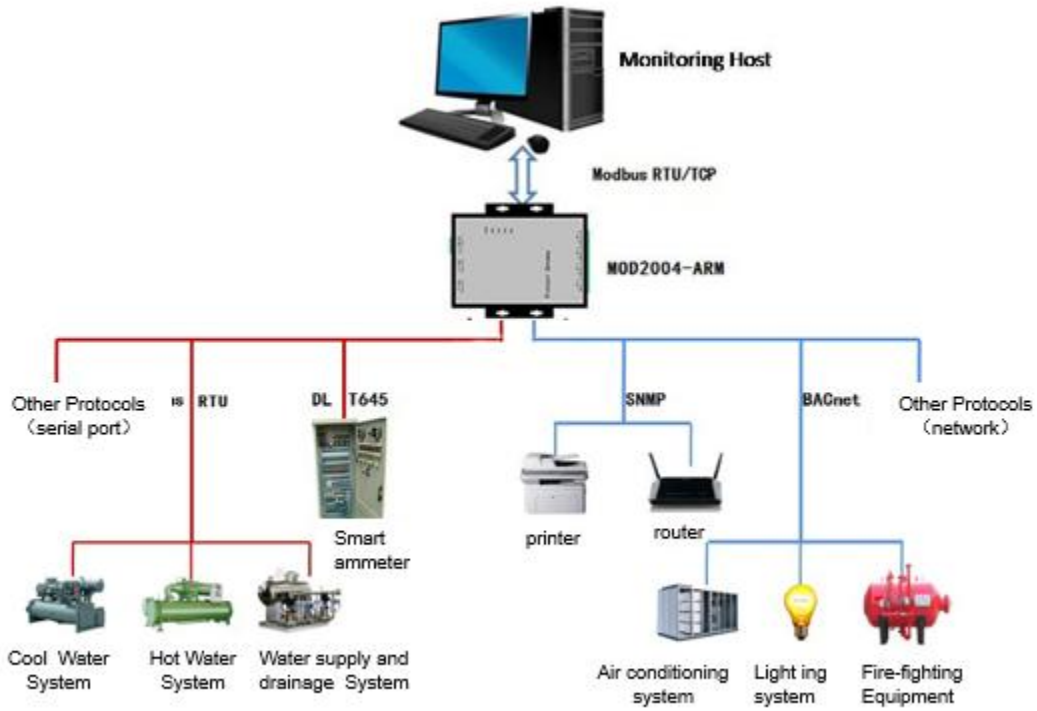 Monitoring Host
Modbus RTU/TCP
MOD2004-ARM
Other Protocols
（serial port）
RTU
DL T645
SNMP
BACnet
Other Protocols
（network）
Smart
ammeter
printer
router
Cool Water
System
Hot Water
System
Water supply and
drainage System
Air conditioning
system
Light ing
system
Fire-fighting
Equipment